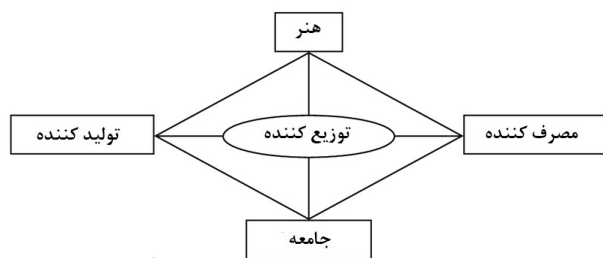 هنر
تولید کننده
توزیع کننده
مصرف کننده
جامعه